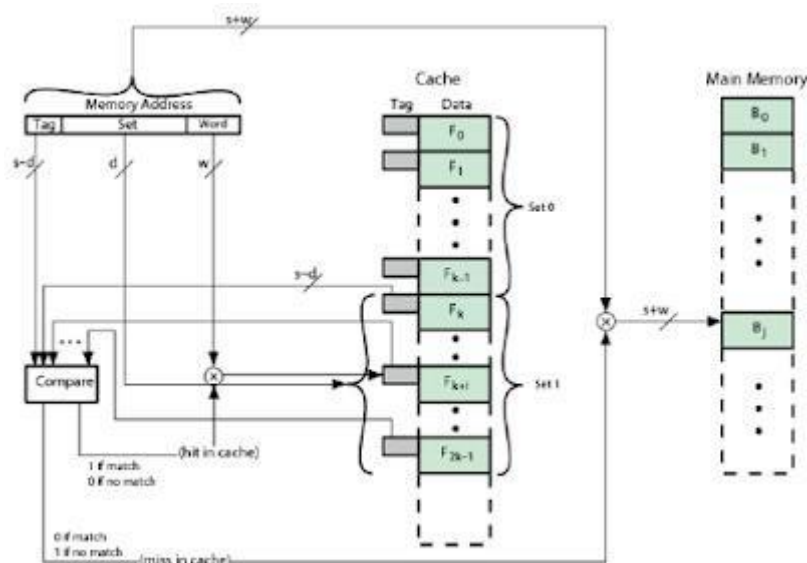 s+w
Cache
Main Memory
Memory Address
Tag Data
Tag Set Word
F0
B0
s–d
d
w
F1
B1
Set 0
s–d
Fk–1
Fk
s+w
Bj
Compare
Fk+i
Set 1
(hit in cache)
1 if match
0 if no match
F2k–1
0 if match
1 if no match
(miss in cache)